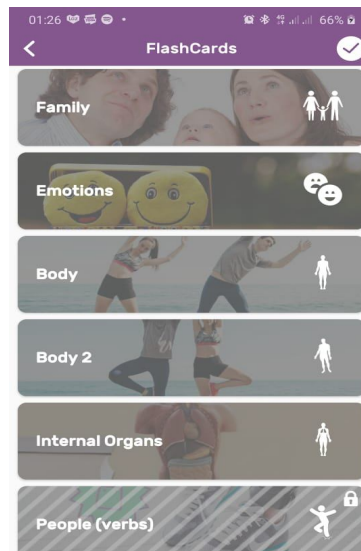 01:26 66%
FlashCards
Family
Emotions
Body
Body 2
Internal Organs
People (verbs)